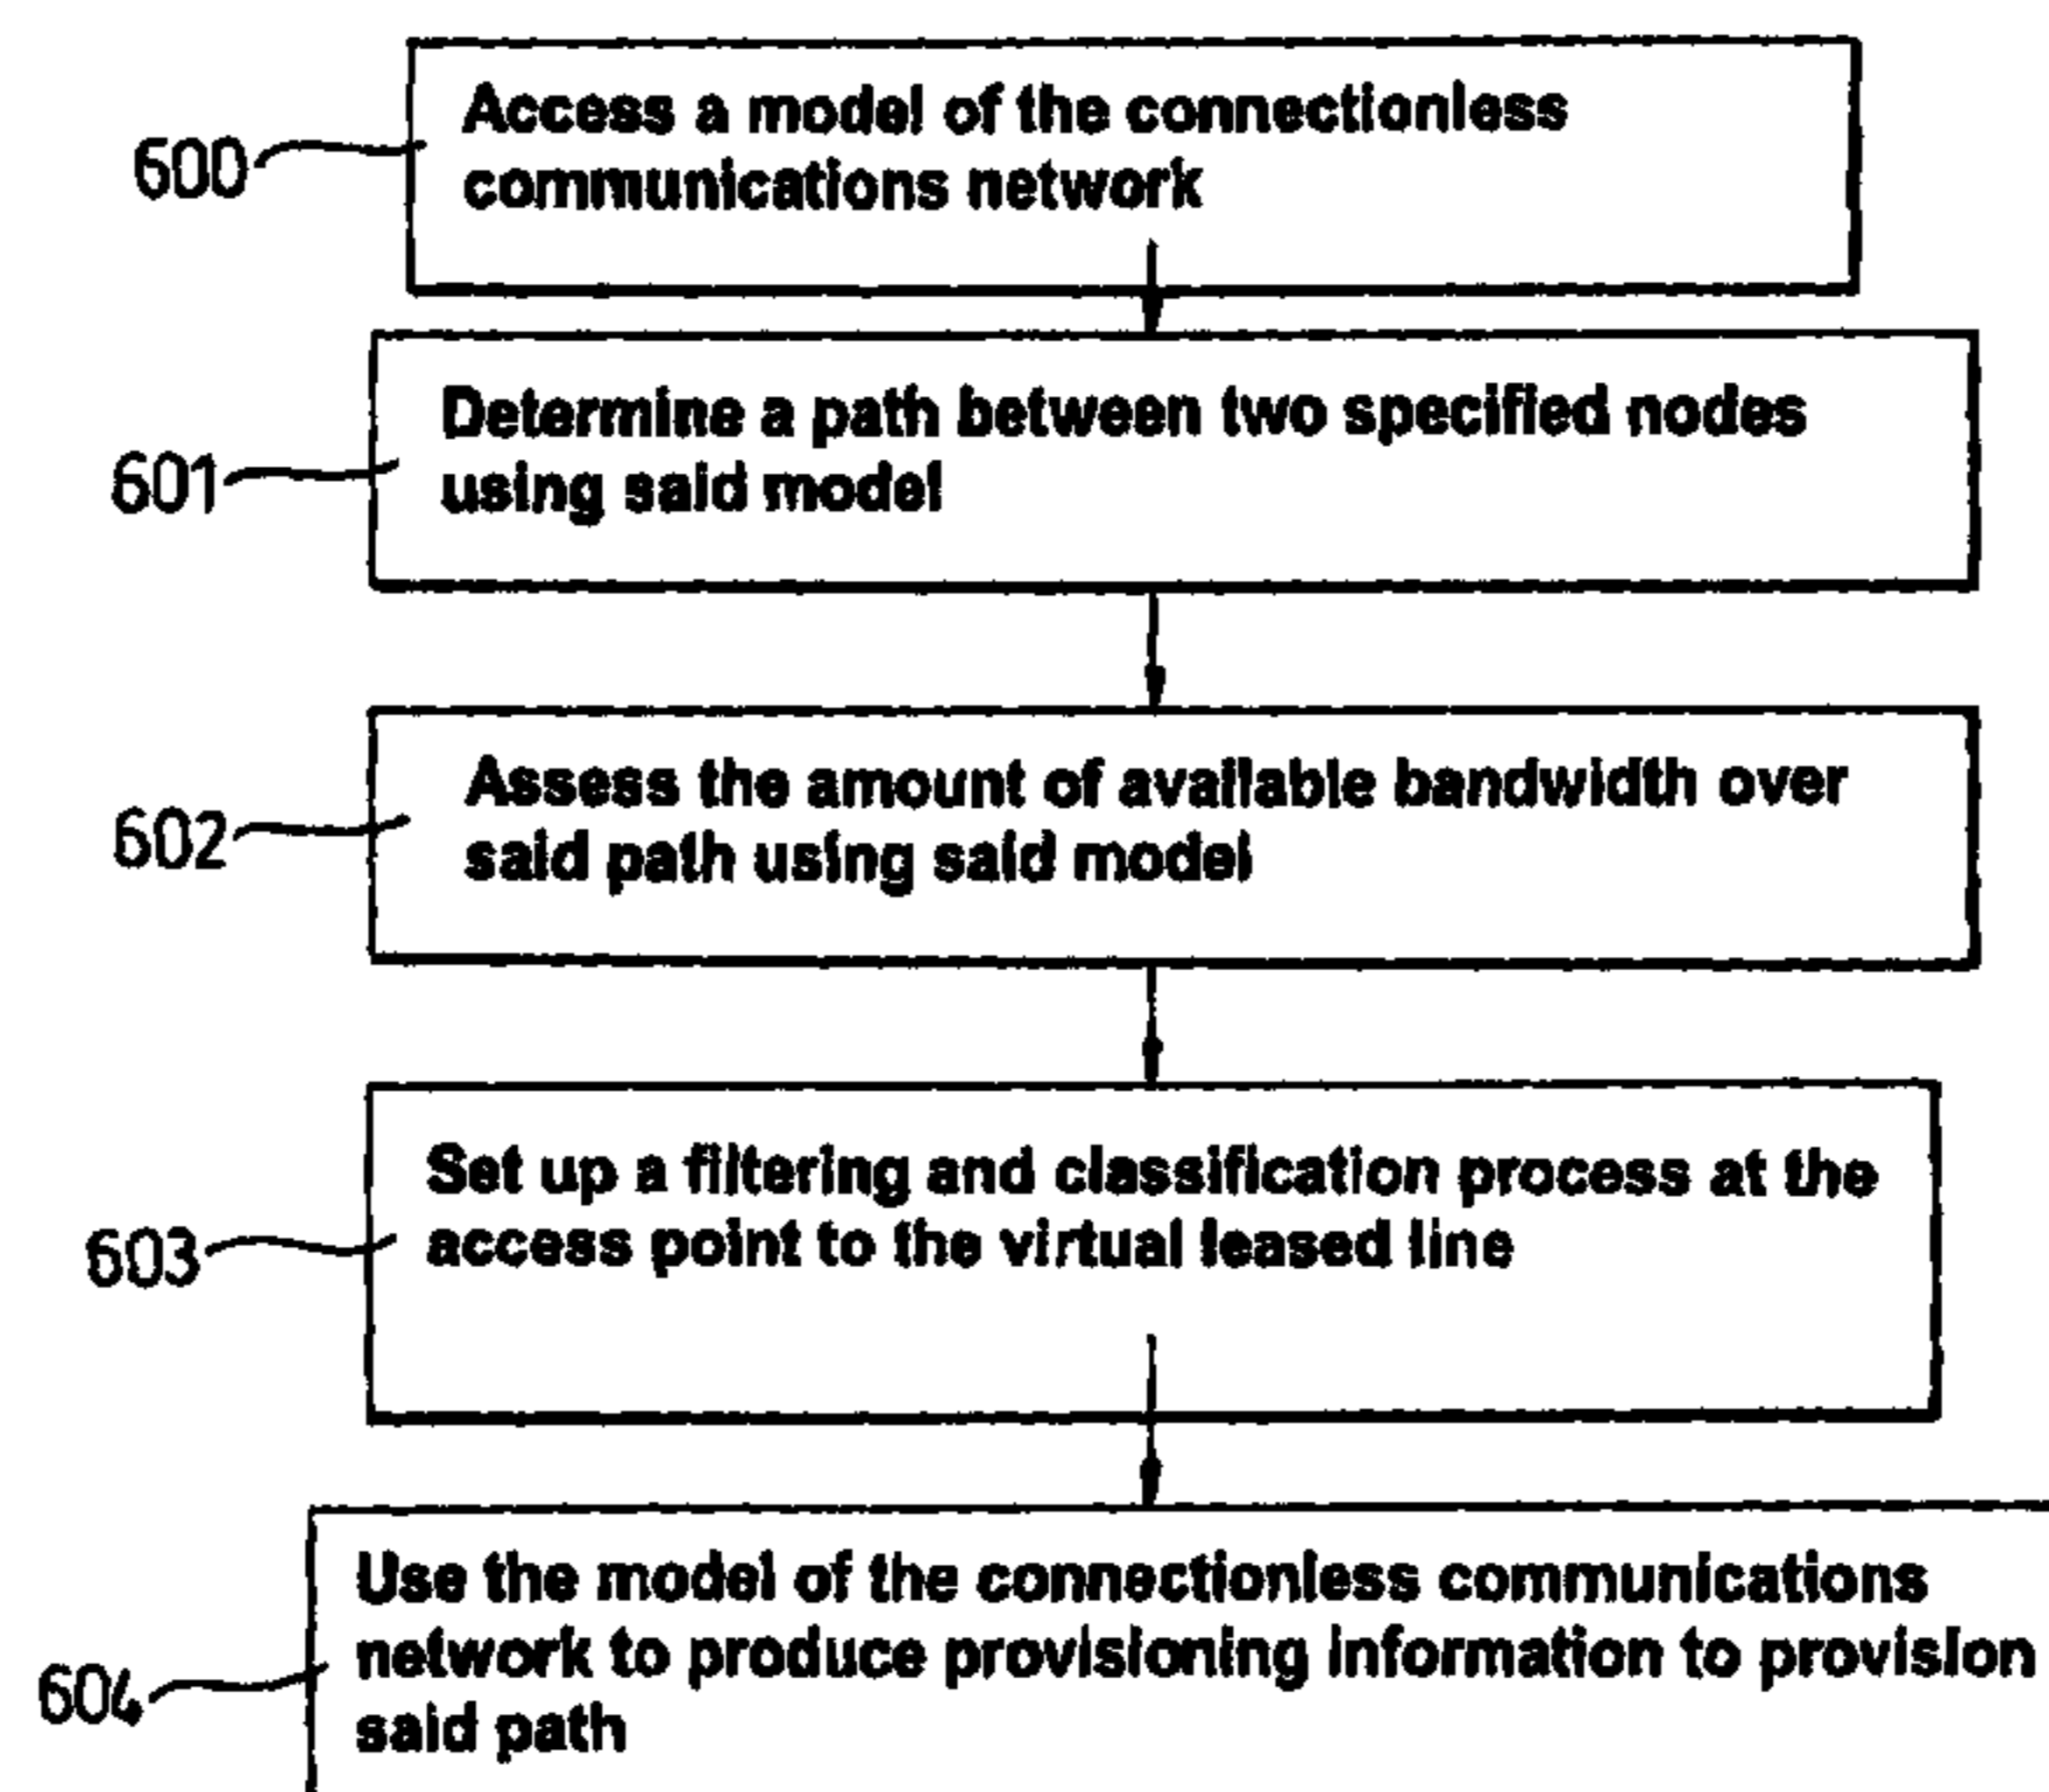 600
Access a model of the connectionless
communications network
601
Determine a path between two specified nodes
using said model
602
Assess the amount of available bandwidth over
said path using said model
603
Set up a filtering and classification process at the
access point to the virtual leased line
604
Use the model of the connectionless communications
network to produce provisioning information to provision
said path